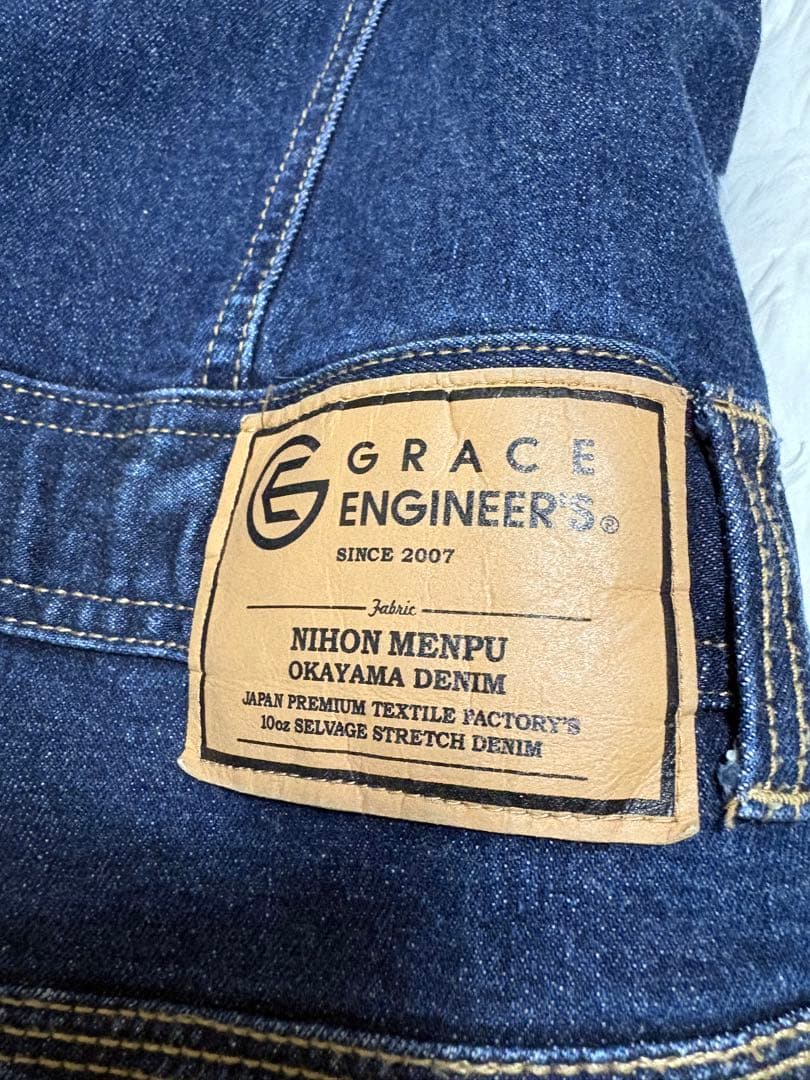 GRACE
ENGINEER'S®
SINCE 2007
Fabric
NIHON MENPU
OKAYAMA DENIM
JAPAN PREMIUM TEXTILE FACTORY'S
10oz SELVAGE STRETCH DENIM